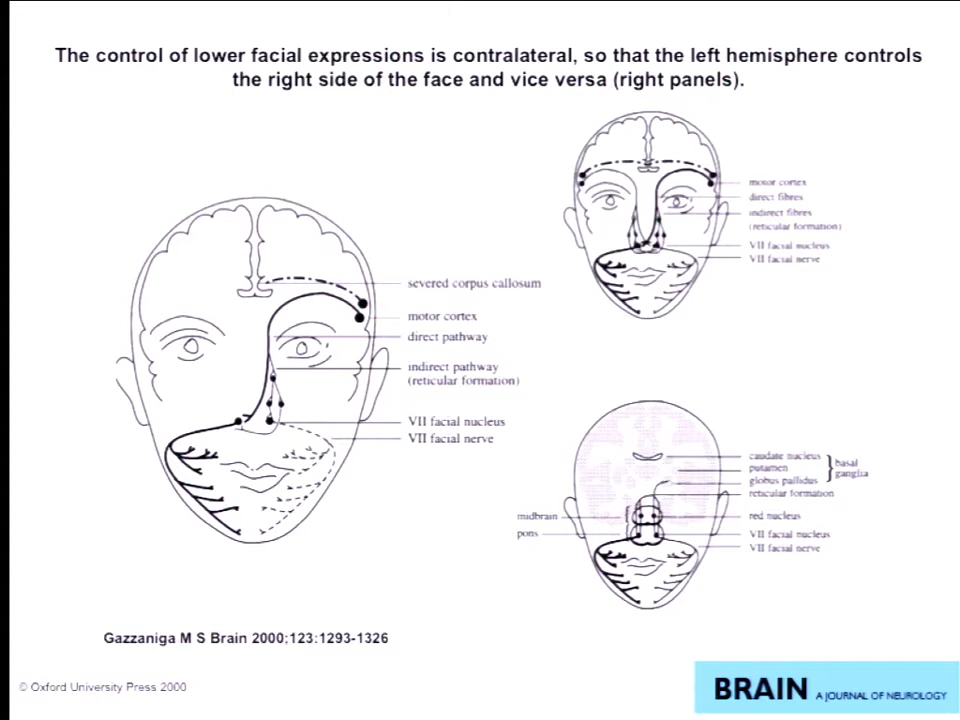 The control of lower facial expressions is contralateral, so that the left hemisphere controls
the right side of the face and vice versa (right panels).
severed corpus callosum
motor cortex
direct pathway
indirect pathway
(reticular formation)
VII facial nucleus
VII facial nerve
motor cortex
direct fibres
indirect fibres
(reticular formation)
VII facial nucleus
VII facial nerve
caudate nucleus
putamen
globus pallidus
basal
ganglia
reticular formation
midbrain
red nucleus
pons
VII facial nucleus
VII facial nerve
Gazzaniga M S Brain 2000;123:1293-1326
© Oxford University Press 2000
BRAIN A JOURNAL OF NEUROLOGY